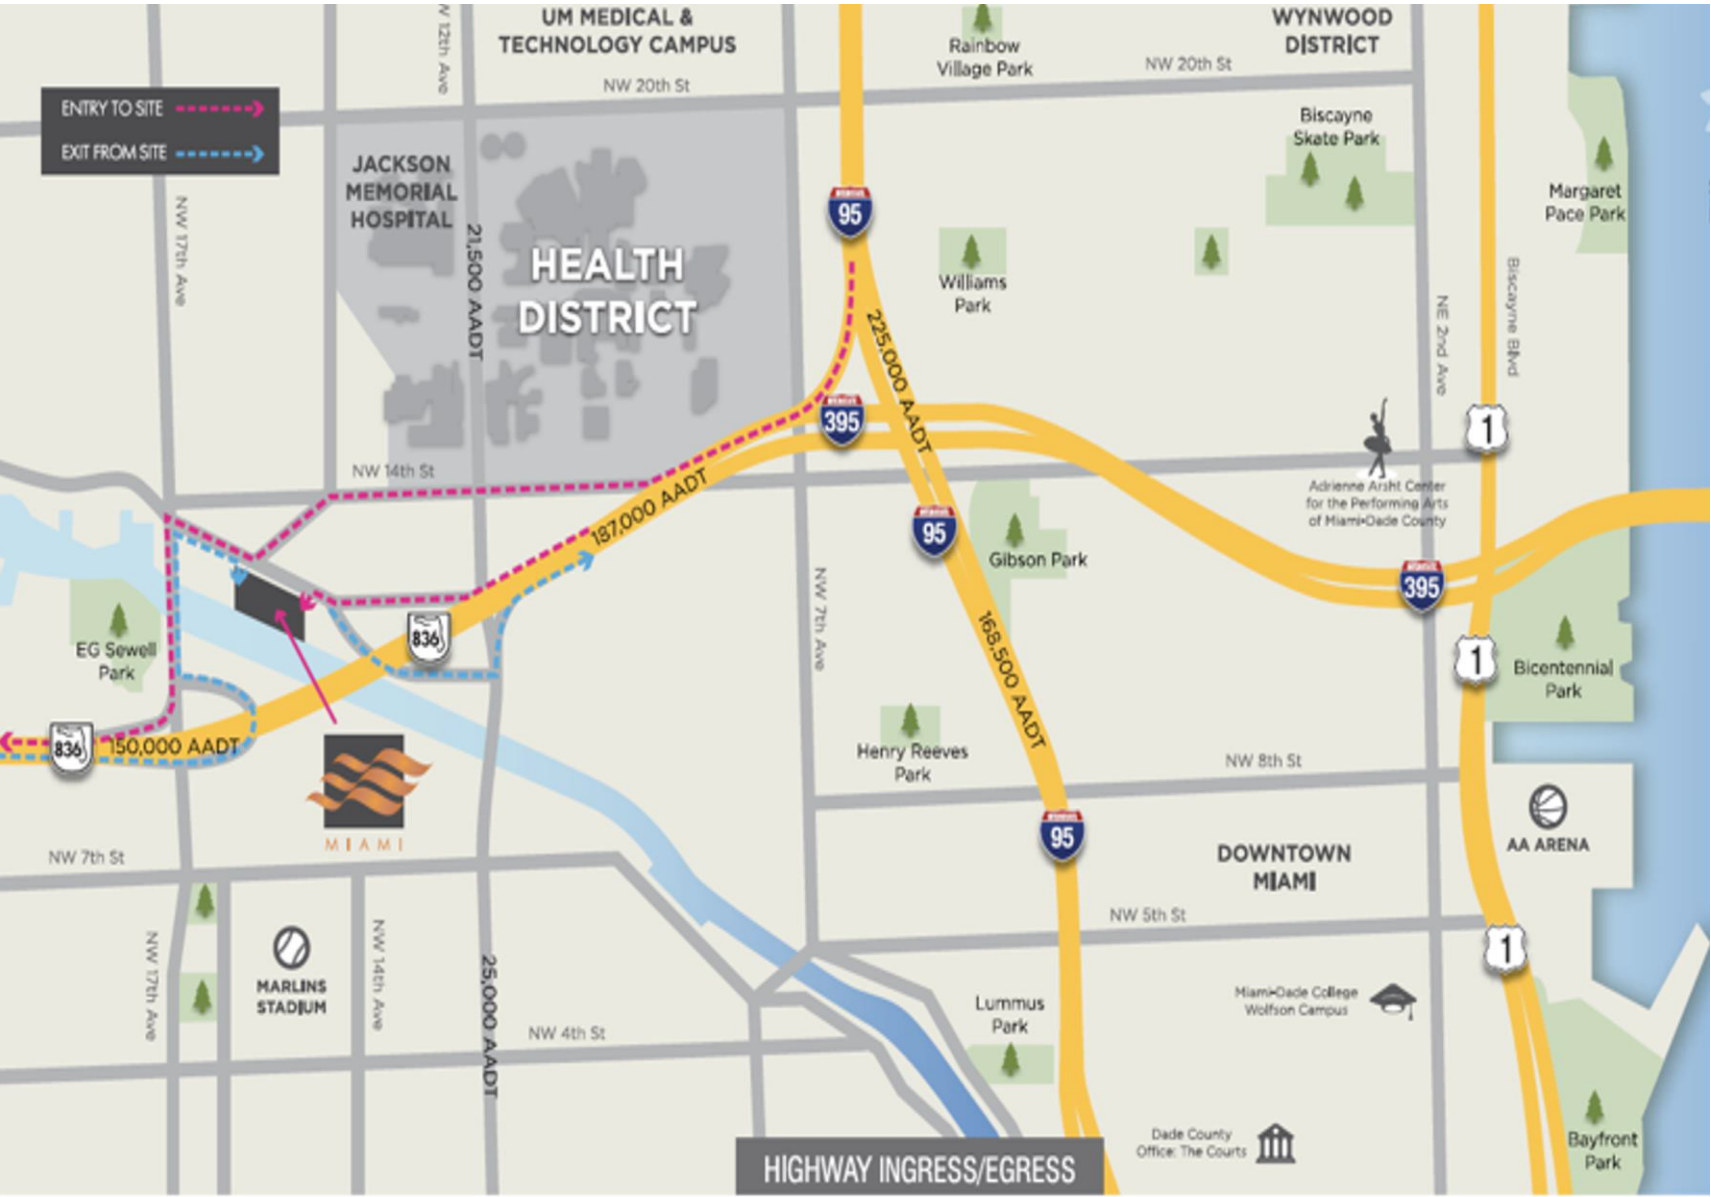 UM MEDICAL &
TECHNOLOGY CAMPUS
WYNWOOD
DISTRICT
12th Ave
Rainbow
Village Park
NW 20th St
NW 20th St
ENTRY TO SITE
EXIT FROM SITE
Biscayne
Skate Park
JACKSON
MEMORIAL
HOSPITAL
Margaret
Pace Park
NW 17th Ave
95
21,500 AADT
HEALTH
DISTRICT
Williams
Park
Biscayne Blvd
NE 2nd Ave
225,000 AADT
395
1
NW 14th St
187,000 AADT
Adrienne Arsht Center
for the Performing Arts
of Miami-Dade County
95
Gibson Park
395
NW 7th Ave
836
EG Sewell
Park
168,500 AADT
1
Bicentennial
Park
836
150,000 AADT
Henry Reeves
Park
NW 8th St
MIAMI
95
AA ARENA
DOWNTOWN
MIAMI
NW 7th St
NW 5th St
NW 17th Ave
NW 14th Ave
25,000 AADT
1
MARLINS
STADIUM
Miami-Dade College
Wolfson Campus
Lummus
Park
NW 4th St
Dade County
Office: The Courts
Bayfront
Park
HIGHWAY INGRESS/EGRESS